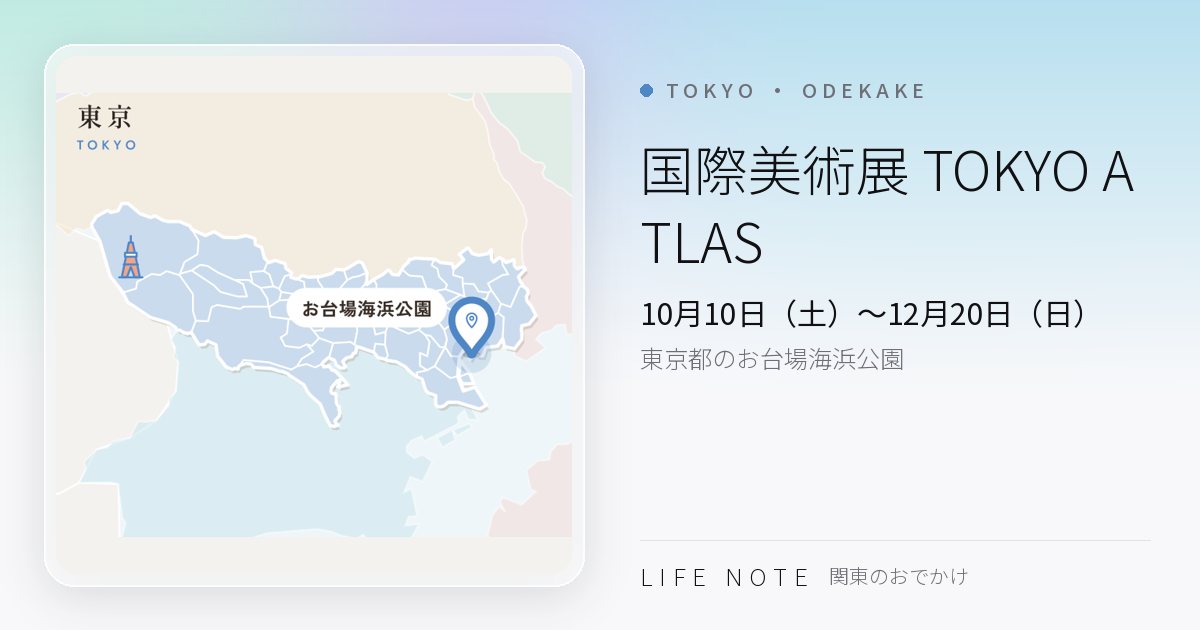 東京
TOKYO
お台場海浜公園
TOKYO • ODEKAKE
国際美術展 TOKYO A
TLAS
10月10日（土）〜12月20日（日）
東京都のお台場海浜公園
LIFE NOTE 関東のおでかけ